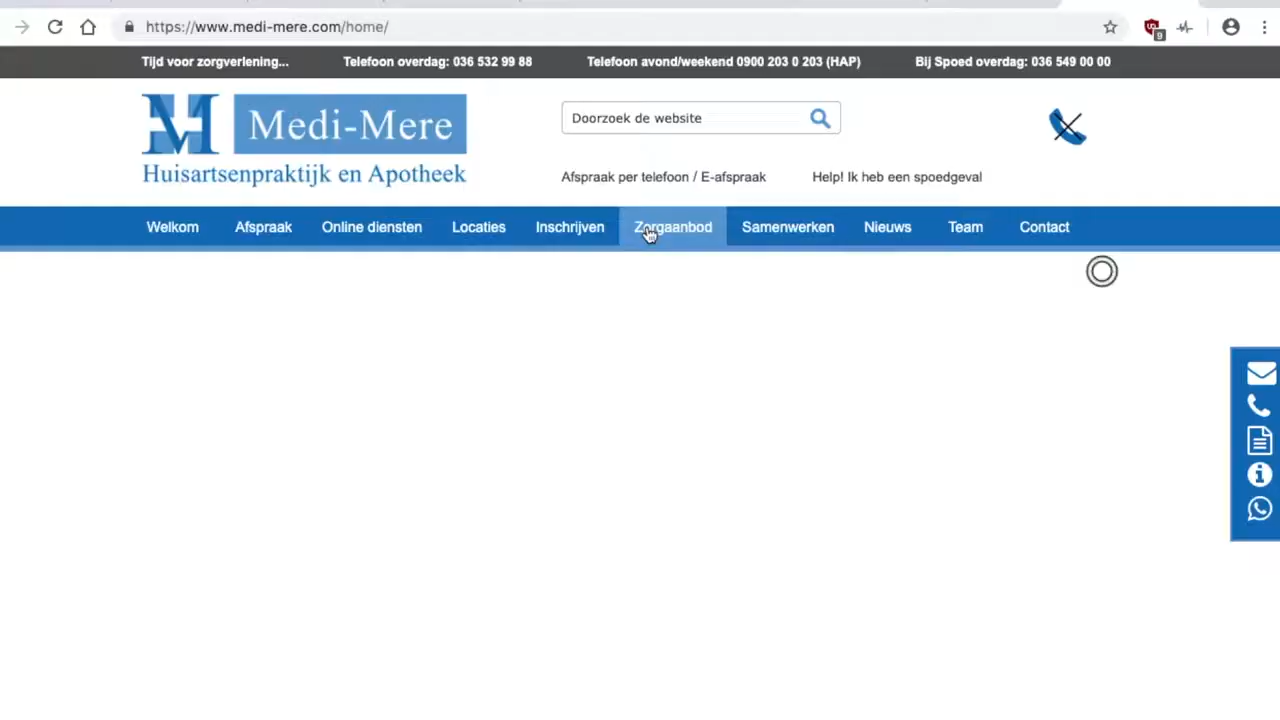 https://www.medi-mere.com/home/
9
Tijd voor zorgverlening... Telefoon overdag: 036 532 99 88 Telefoon avond/weekend 0900 203 0 203 (HAP) Bij Spoed overdag: 036 549 00 00
Medi-Mere
Huisartsenpraktijk en Apotheek
Doorzoek de website
Afspraak per telefoon / E-afspraak Help! Ik heb een spoedgeval
Welkom Afspraak Online diensten Locaties Inschrijven Zorgaanbod Samenwerken Nieuws Team Contact